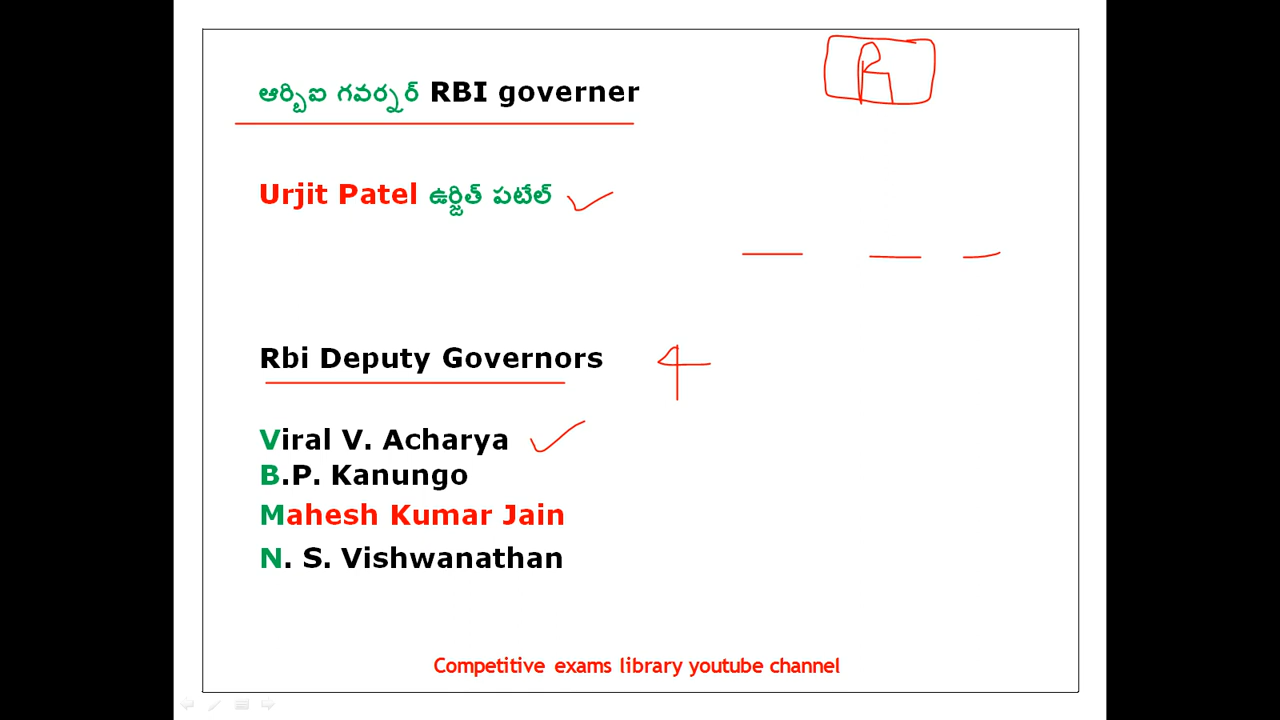 ఆర్బిఐ గవర్నర్ RBI governer
R
Urjit Patel ఉర్జిత్ పటేల్
Rbi Deputy Governors 4
Viral V. Acharya
B.P. Kanungo
Mahesh Kumar Jain
N. S. Vishwanathan
Competitive exams library youtube channel